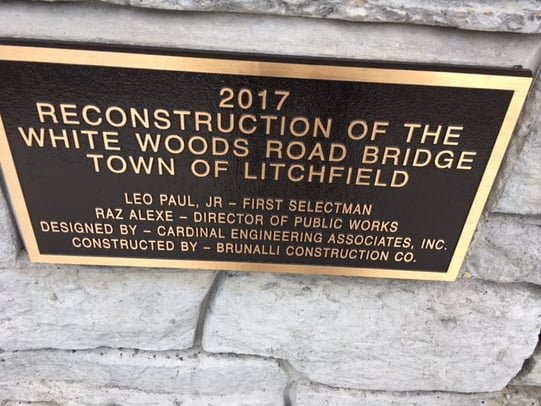 2017
RECONSTRUCTION OF THE
WHITE WOODS ROAD BRIDGE
TOWN OF LITCHFIELD
LEO PAUL, JR – FIRST SELECTMAN
RAZ ALEXE – DIRECTOR OF PUBLIC WORKS
DESIGNED BY – CARDINAL ENGINEERING ASSOCIATES, INC.
CONSTRUCTED BY – BRUNALLI CONSTRUCTION CO.